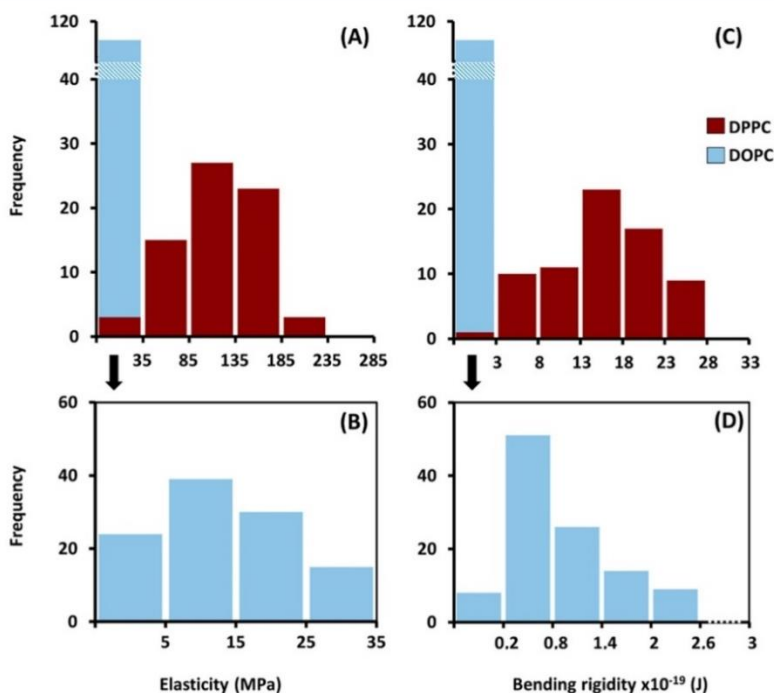 120
(A)
40
30
20
10
0
Frequency
35 85 135 185 235 285
120
(C)
40
30
20
10
0
Frequency
3 8 13 18 23 28 33
DPPC
DOPC
60
(B)
40
20
0
Frequency
5 15 25 35
Elasticity (MPa)
60
(D)
40
20
0
0.2 0.8 1.4 2 2.6 3
Bending rigidity x10⁻¹⁹ (J)